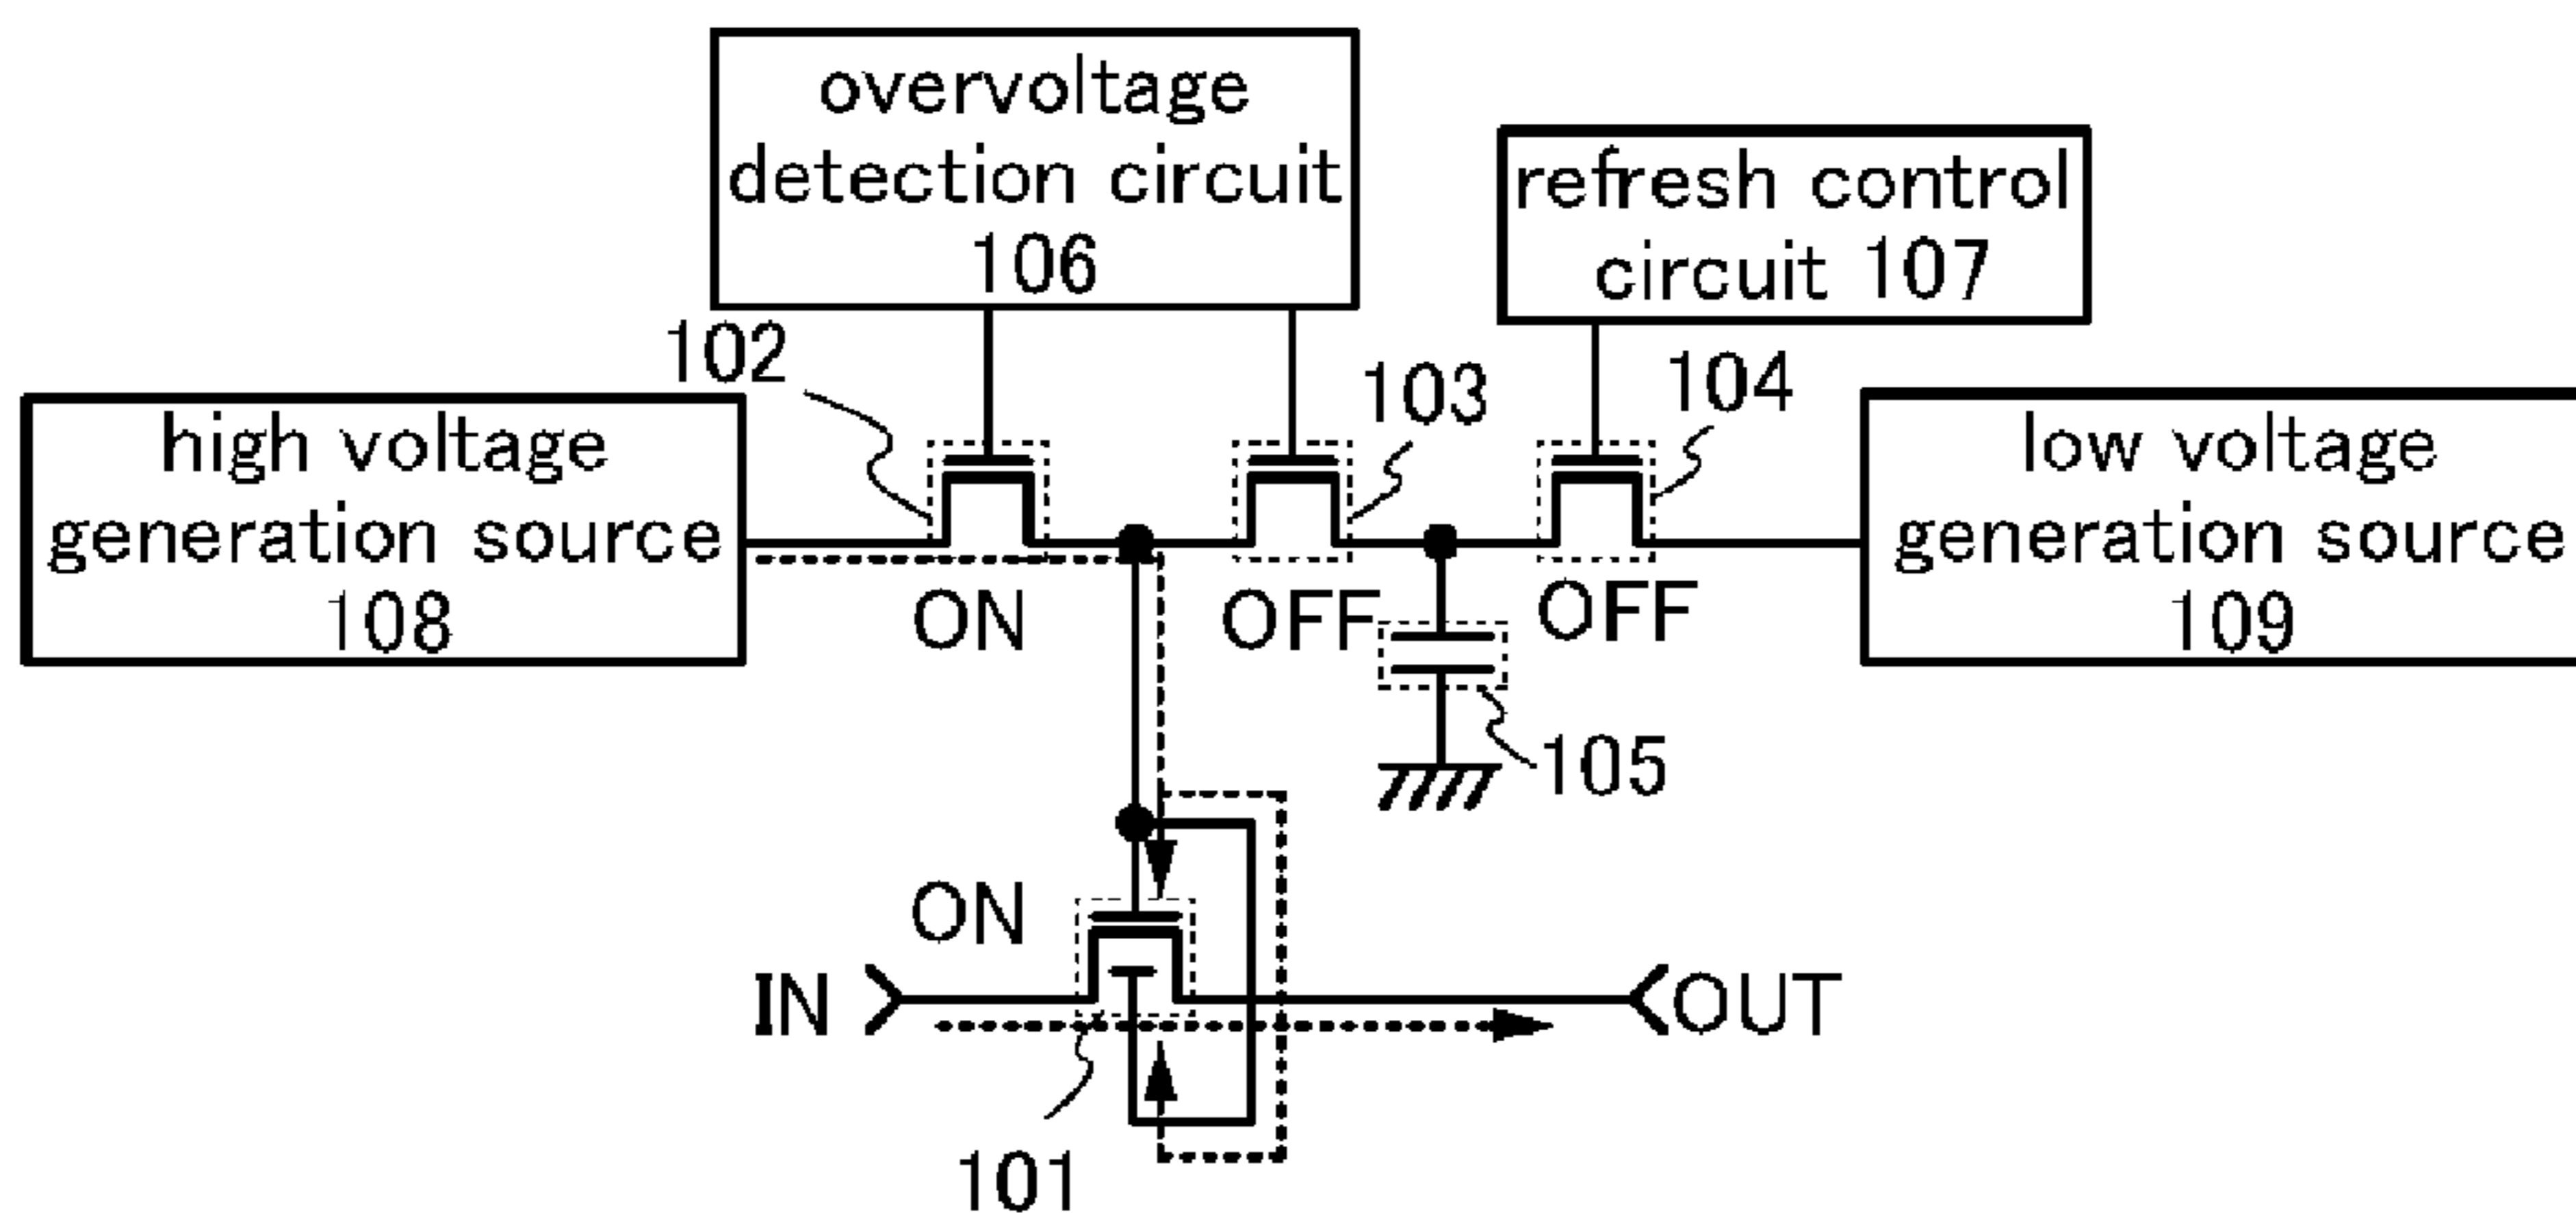 overvoltage
detection circuit
106
refresh control
circuit 107
102
103
104
high voltage
generation source
108
low voltage
generation source
109
ON
OFF
OFF
105
ON
IN
OUT
101